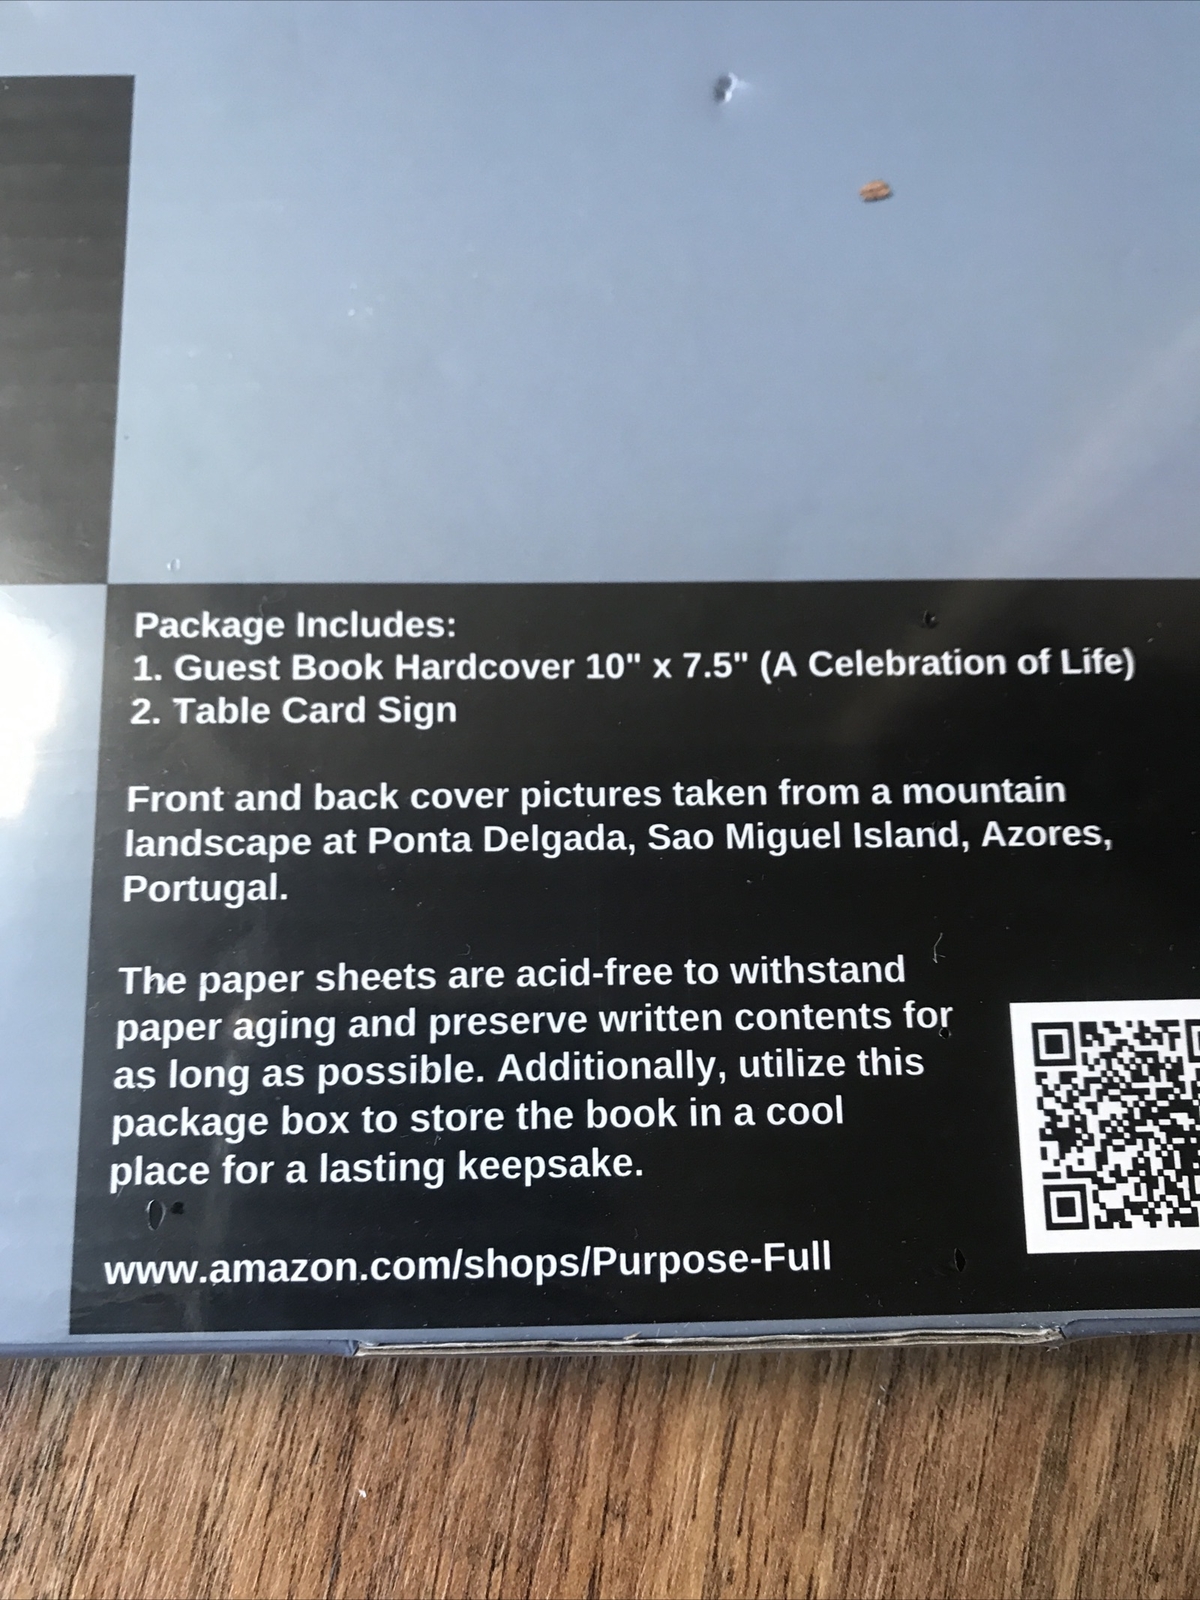 Package Includes:
1. Guest Book Hardcover 10" x 7.5" (A Celebration of Life)
2. Table Card Sign
Front and back cover pictures taken from a mountain
landscape at Ponta Delgada, Sao Miguel Island, Azores,
Portugal.
The paper sheets are acid-free to withstand
paper aging and preserve written contents for
as long as possible. Additionally, utilize this
package box to store the book in a cool
place for a lasting keepsake.
www.amazon.com/shops/Purpose-Full